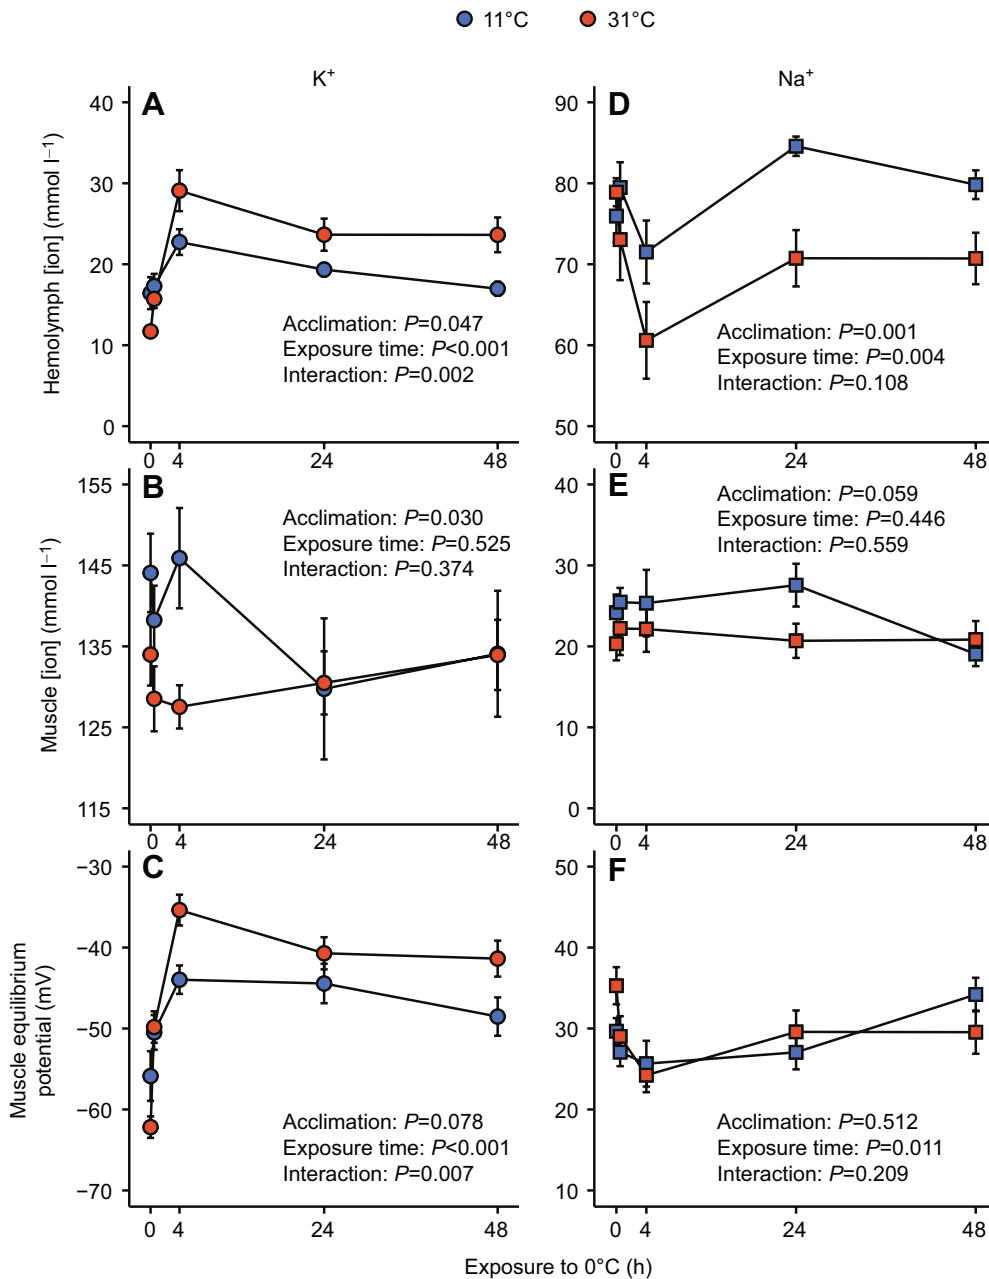 11°C 31°C
K⁺ Na⁺
A
Hemolymph [ion] (mmol l⁻¹)
40
30
20
10
0
Acclimation: P=0.047
Exposure time: P<0.001
Interaction: P=0.002
0 4 24 48
D
90
80
70
60
50
Acclimation: P=0.001
Exposure time: P=0.004
Interaction: P=0.108
0 4 24 48
B
Muscle [ion] (mmol l⁻¹)
155
145
135
125
115
Acclimation: P=0.030
Exposure time: P=0.525
Interaction: P=0.374
0 4 24 48
E
40
30
20
10
0
Acclimation: P=0.059
Exposure time: P=0.446
Interaction: P=0.559
0 4 24 48
C
Muscle equilibrium
potential (mV)
−30
−40
−50
−60
−70
Acclimation: P=0.078
Exposure time: P<0.001
Interaction: P=0.007
0 4 24 48
F
50
40
30
20
10
Acclimation: P=0.512
Exposure time: P=0.011
Interaction: P=0.209
0 4 24 48
Exposure to 0°C (h)